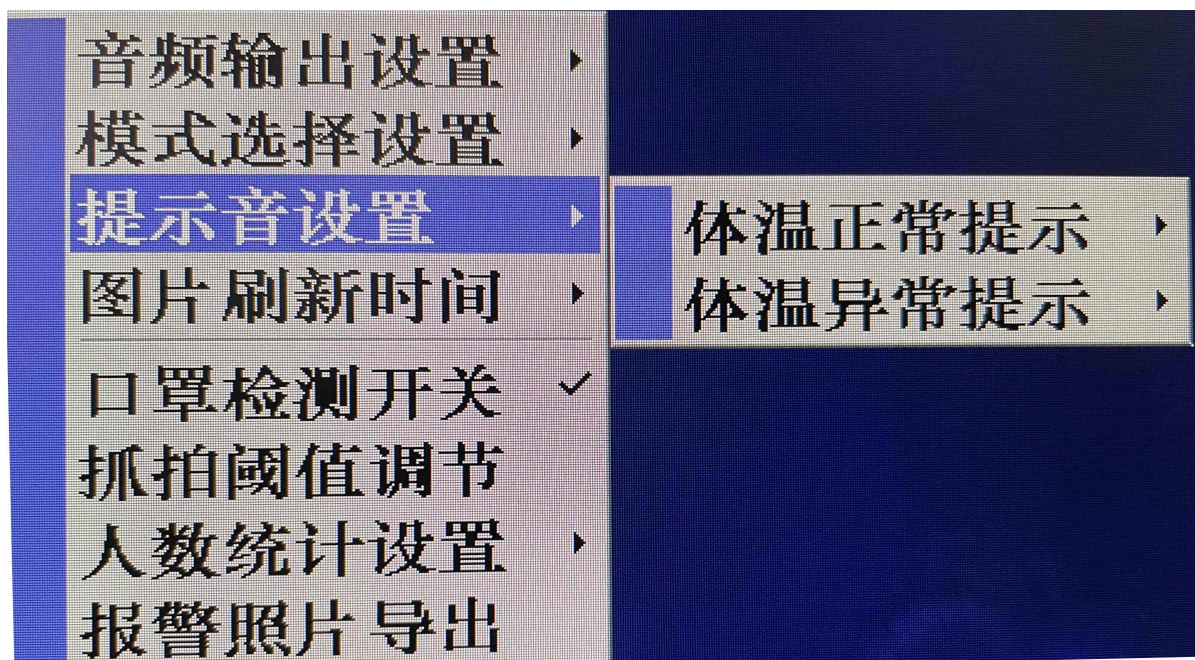 音频输出设置
模式选择设置
提示音设置
图片刷新时间
口罩检测开关
抓拍阈值调节
人数统计设置
报警照片导出
体温正常提示
体温异常提示